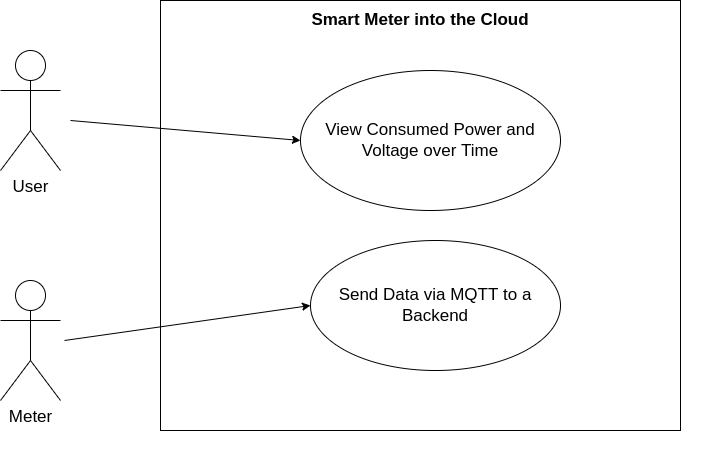 Smart Meter into the Cloud
View Consumed Power and
Voltage over Time
User
Send Data via MQTT to a
Backend
Meter